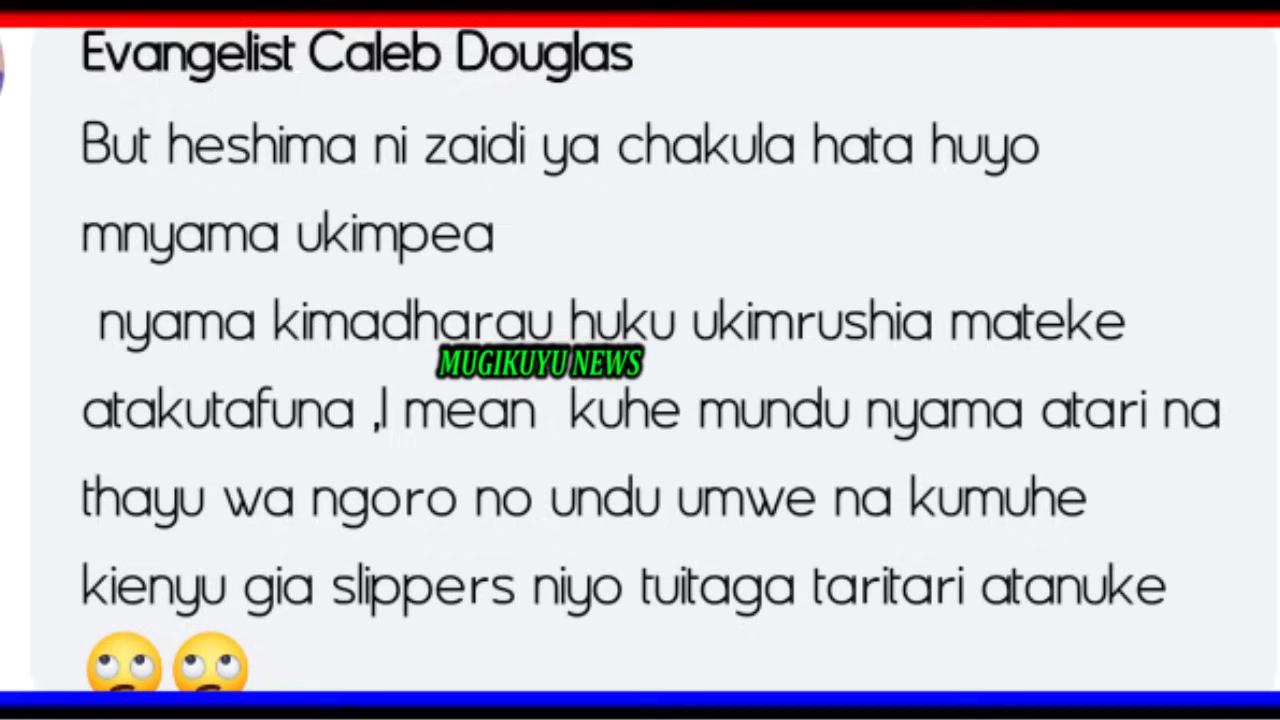 Evangelist Caleb Douglas
But heshima ni zaidi ya chakula hata huyo
mnyama ukimpea
nyama kimadharau huku ukimrushia mateke
MUGIKUYU NEWS
atakutafuna ,I mean kuhe mundu nyama atari na
thayu wa ngoro no undu umwe na kumuhe
kienyu gia slippers niyo tuitaga taritari atanuke
🙄🙄